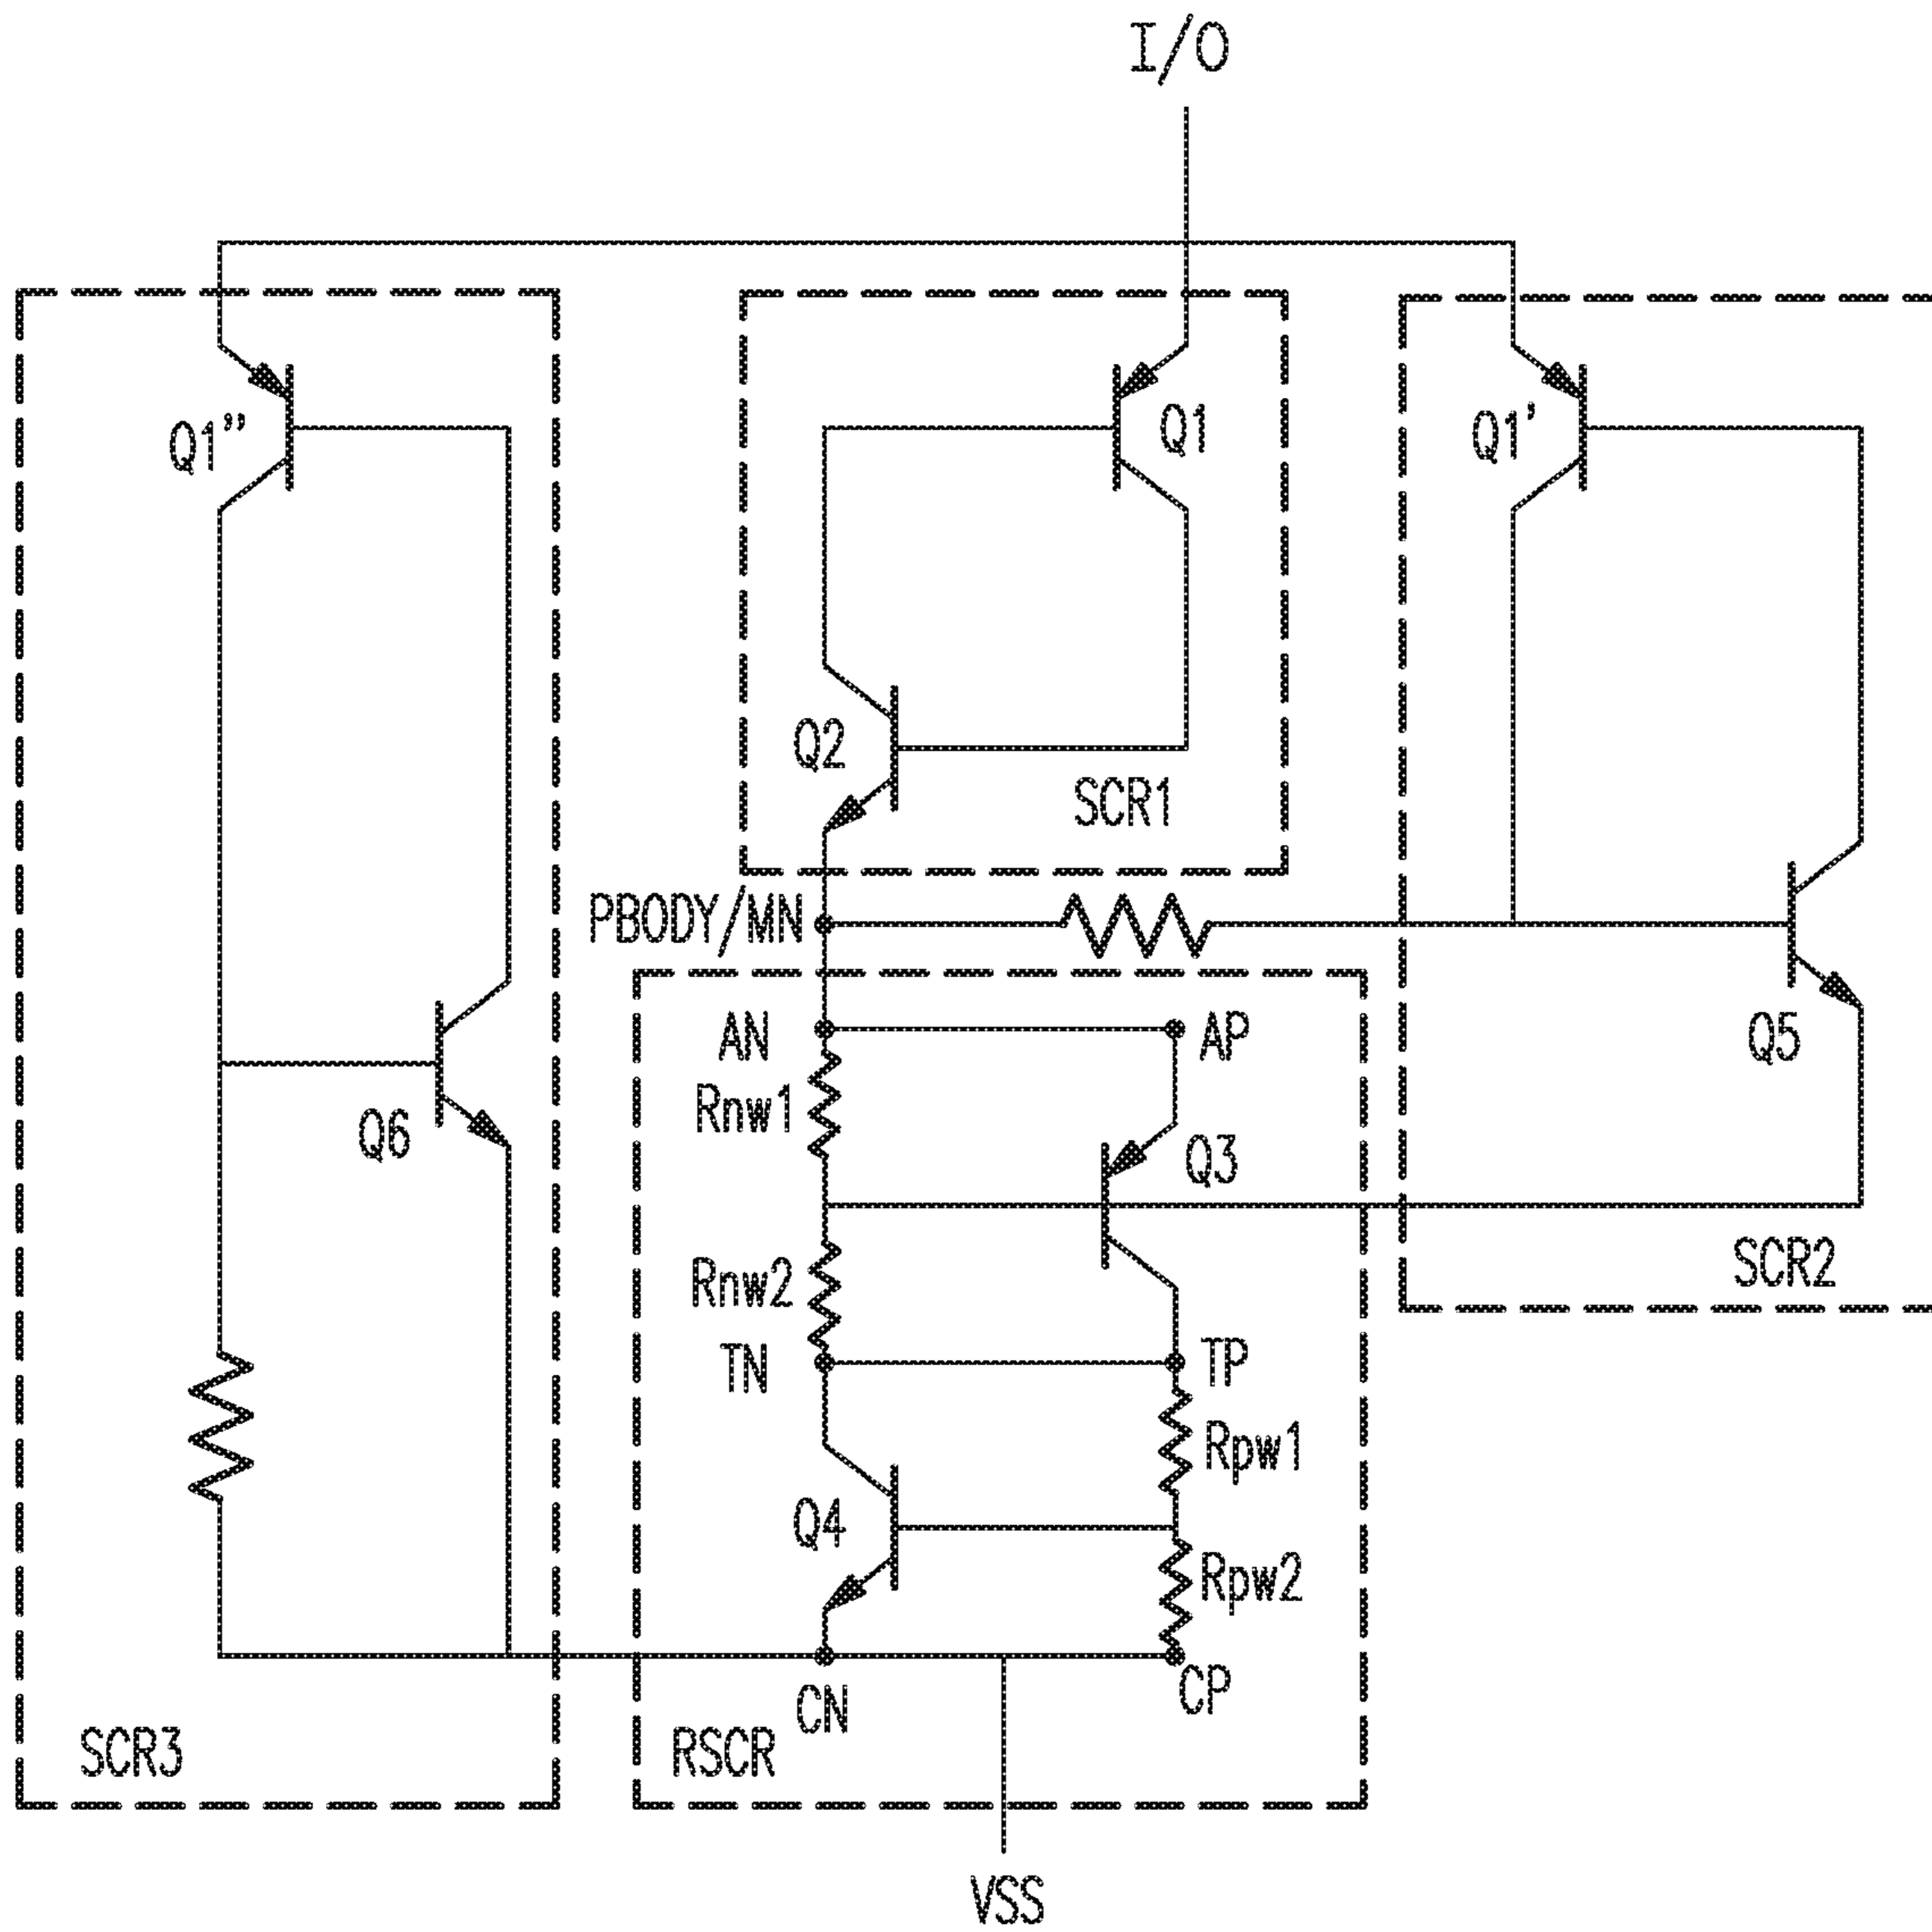 I/O
Q1”
Q1
Q1’
Q2
SCR1
PBODY/MN
AN
AP
Rnw1
Q5
Q6
Q3
Rnw2
SCR2
TN
TP
Rpw1
Q4
Rpw2
CN
CP
SCR3
RSCR
VSS